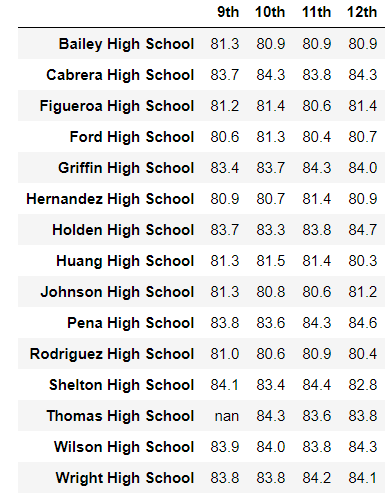 9th 10th 11th 12th
Bailey High School 81.3 80.9 80.9 80.9
Cabrera High School 83.7 84.3 83.8 84.3
Figueroa High School 81.2 81.4 80.6 81.4
Ford High School 80.6 81.3 80.4 80.7
Griffin High School 83.4 83.7 84.3 84.0
Hernandez High School 80.9 80.7 81.4 80.9
Holden High School 83.7 83.3 83.8 84.7
Huang High School 81.3 81.5 81.4 80.3
Johnson High School 81.3 80.8 80.6 81.2
Pena High School 83.8 83.6 84.3 84.6
Rodriguez High School 81.0 80.6 80.9 80.4
Shelton High School 84.1 83.4 84.4 82.8
Thomas High School nan 84.3 83.6 83.8
Wilson High School 83.9 84.0 83.8 84.3
Wright High School 83.8 83.8 84.2 84.1